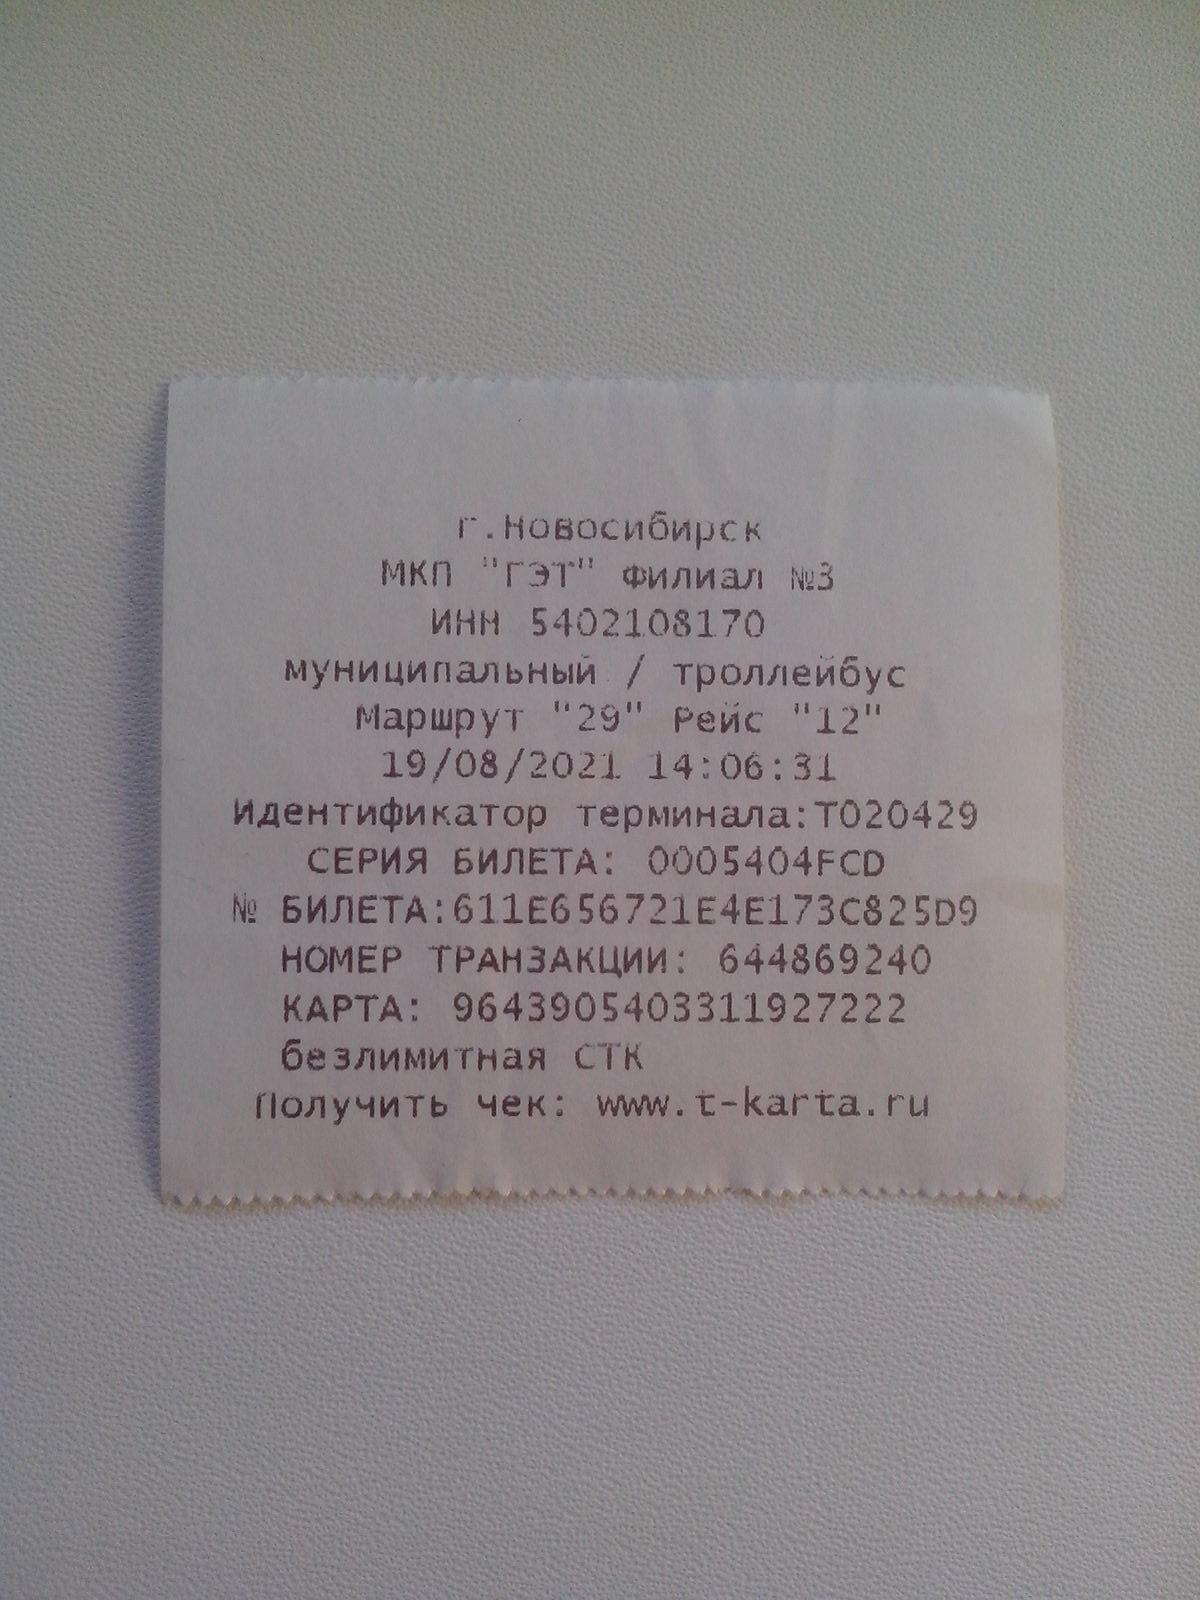 г.Новосибирск
МКП "ГЭТ" Филиал №3
ИНН 5402108170
муниципальный / троллейбус
Маршрут "29" Рейс "12"
19/08/2021 14:06:31
Идентификатор терминала:T020429
СЕРИЯ БИЛЕТА: 0005404FCD
№ БИЛЕТА:611E656721E4E173C825D9
НОМЕР ТРАНЗАКЦИИ: 644869240
КАРТА: 9643905403311927222
безлимитная СТК
Получить чек: www.t-karta.ru